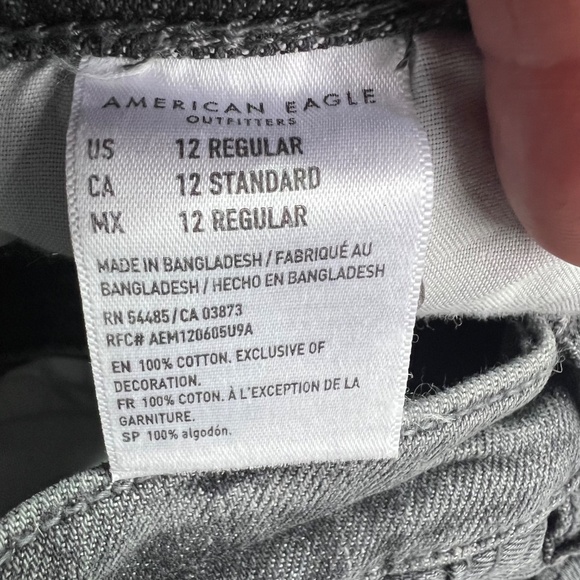 AMERICAN EAGLE
OUTFITTERS
US 12 REGULAR
CA 12 STANDARD
MX 12 REGULAR
MADE IN BANGLADESH / FABRIQUÉ AU
BANGLADESH / HECHO EN BANGLADESH
RN 54485/CA 03873
RFC# AEM120605U9A
EN 100% COTTON. EXCLUSIVE OF
DECORATION.
FR 100% COTON. À L'EXCEPTION DE LA
GARNITURE.
SP 100% algodón.